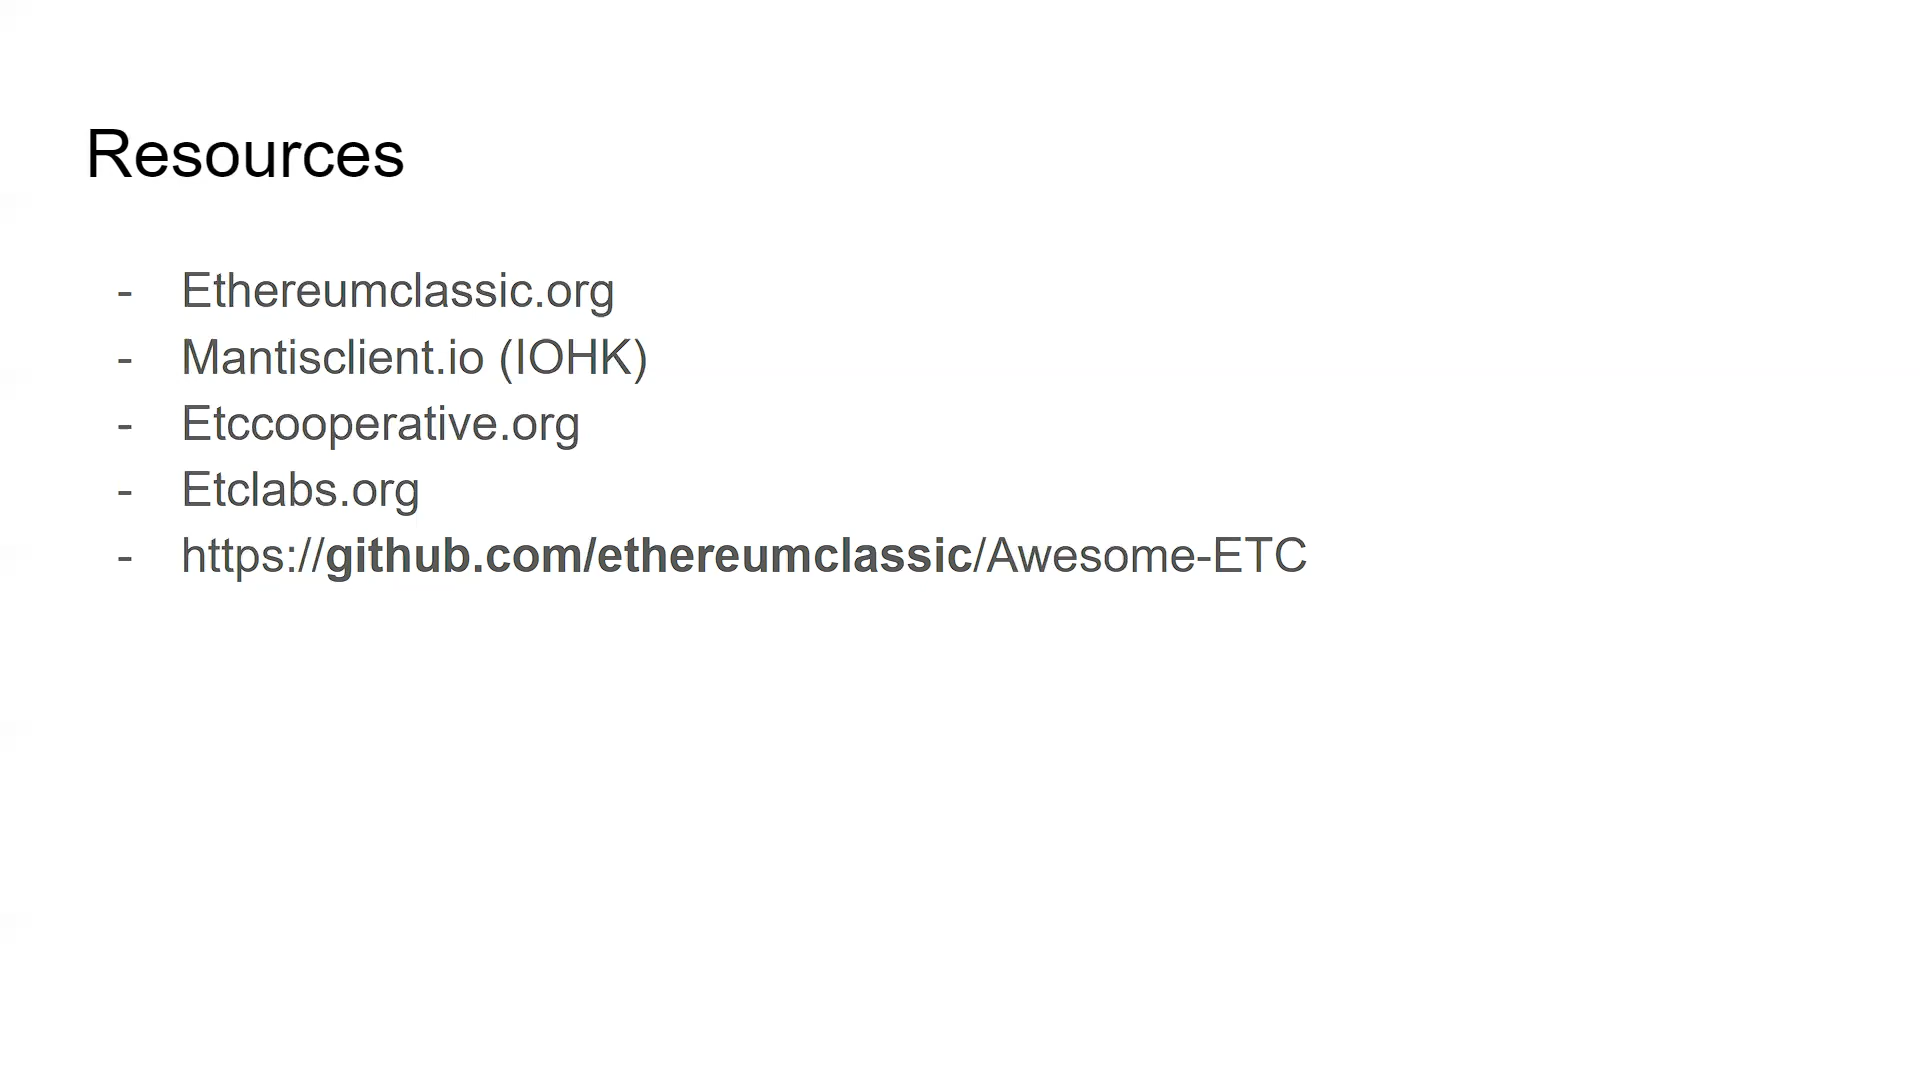 Resources
- Ethereumclassic.org
- Mantisclient.io (IOHK)
- Etccooperative.org
- Etclabs.org
- https://github.com/ethereumclassic/Awesome-ETC